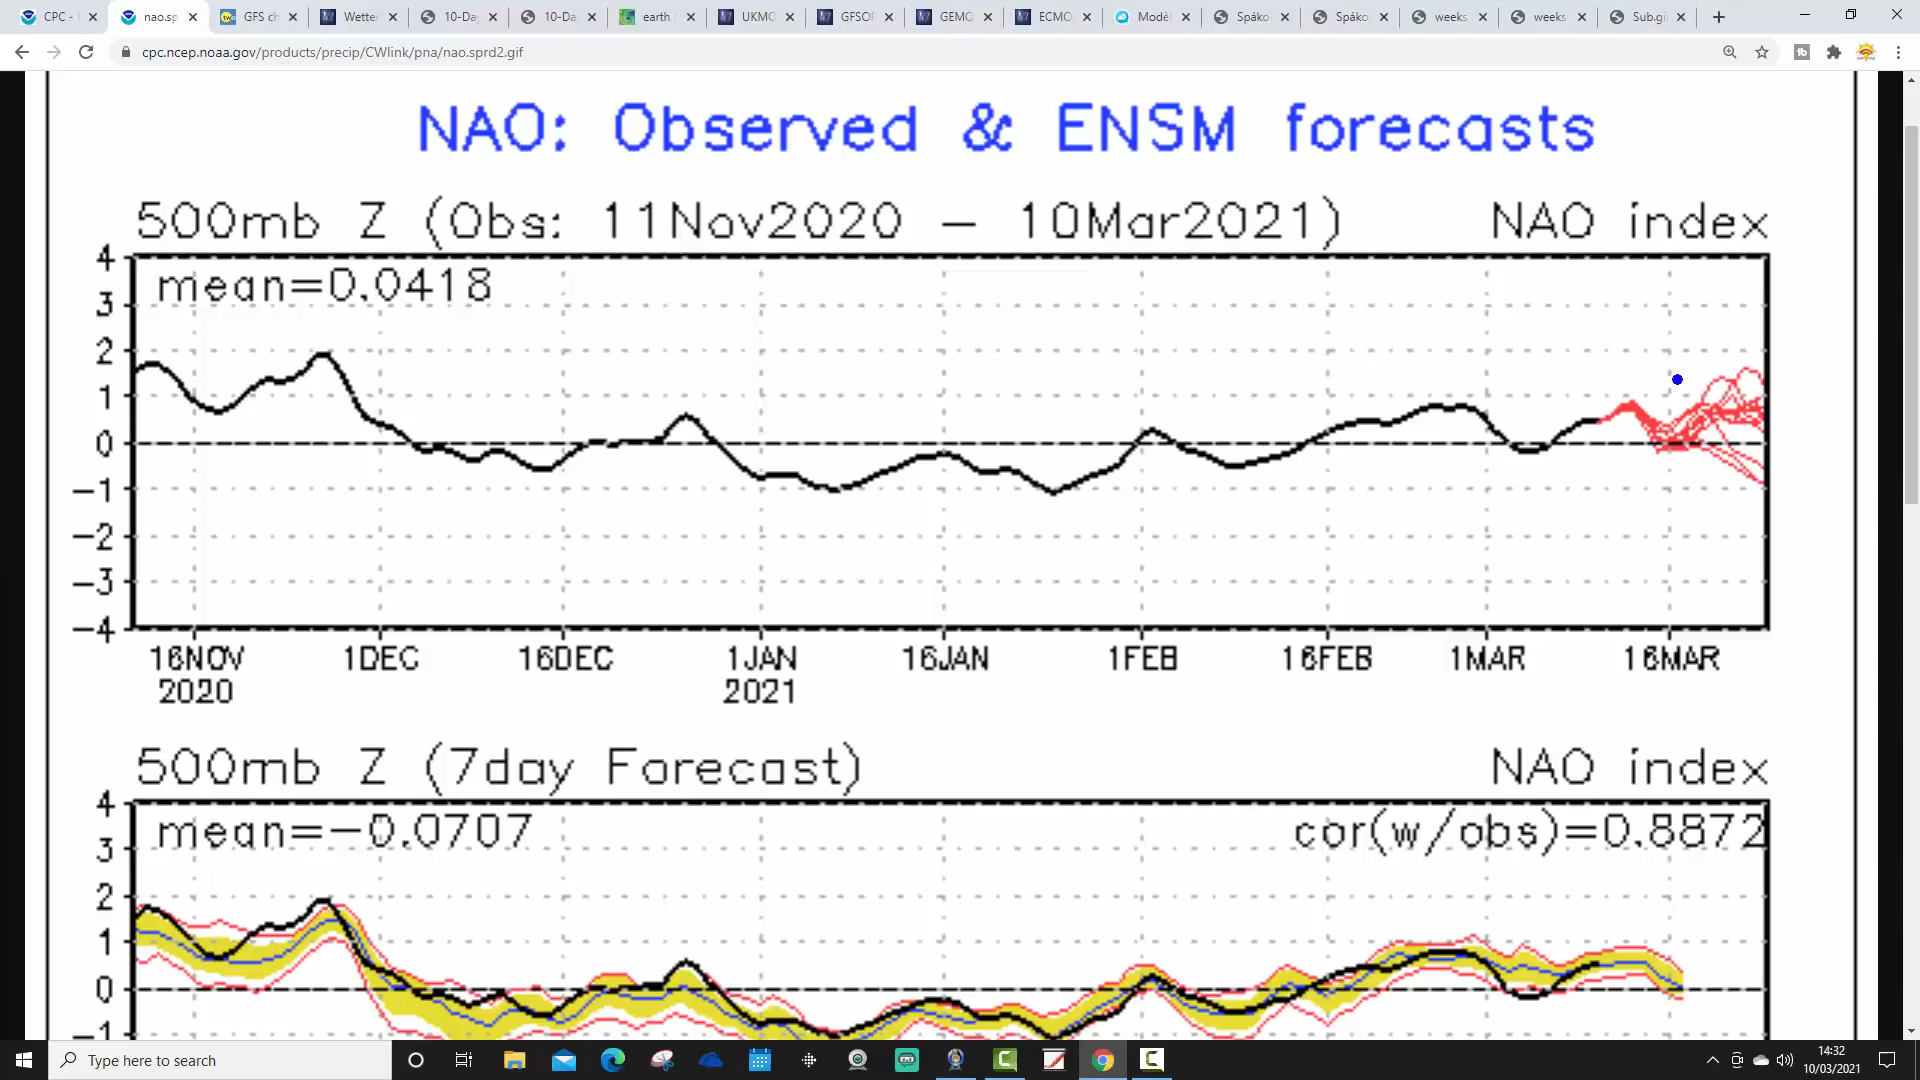 CPC -
nao.sp
GFS ch
Wette
10-Da
10-Da
earth
UKMO
GFSOP
GEMO
ECMO
Modèl
Spáko
Spáko
weeks
weeks
Sub.gi
cpc.ncep.noaa.gov/products/precip/CWlink/pna/nao.sprd2.gif
NAO: Observed & ENSM forecasts
500mb Z (Obs: 11Nov2020 – 10Mar2021) NAO index
mean=0.0418
4
3
2
1
0
-1
-2
-3
-4
16NOV 1DEC 16DEC 1JAN 16JAN 1FEB 16FEB 1MAR 16MAR
2020 2021
500mb Z (7day Forecast) NAO index
mean=-0.0707 cor(w/obs)=0.8872
4
3
2
1
0
-1
Type here to search
14:32
10/03/2021